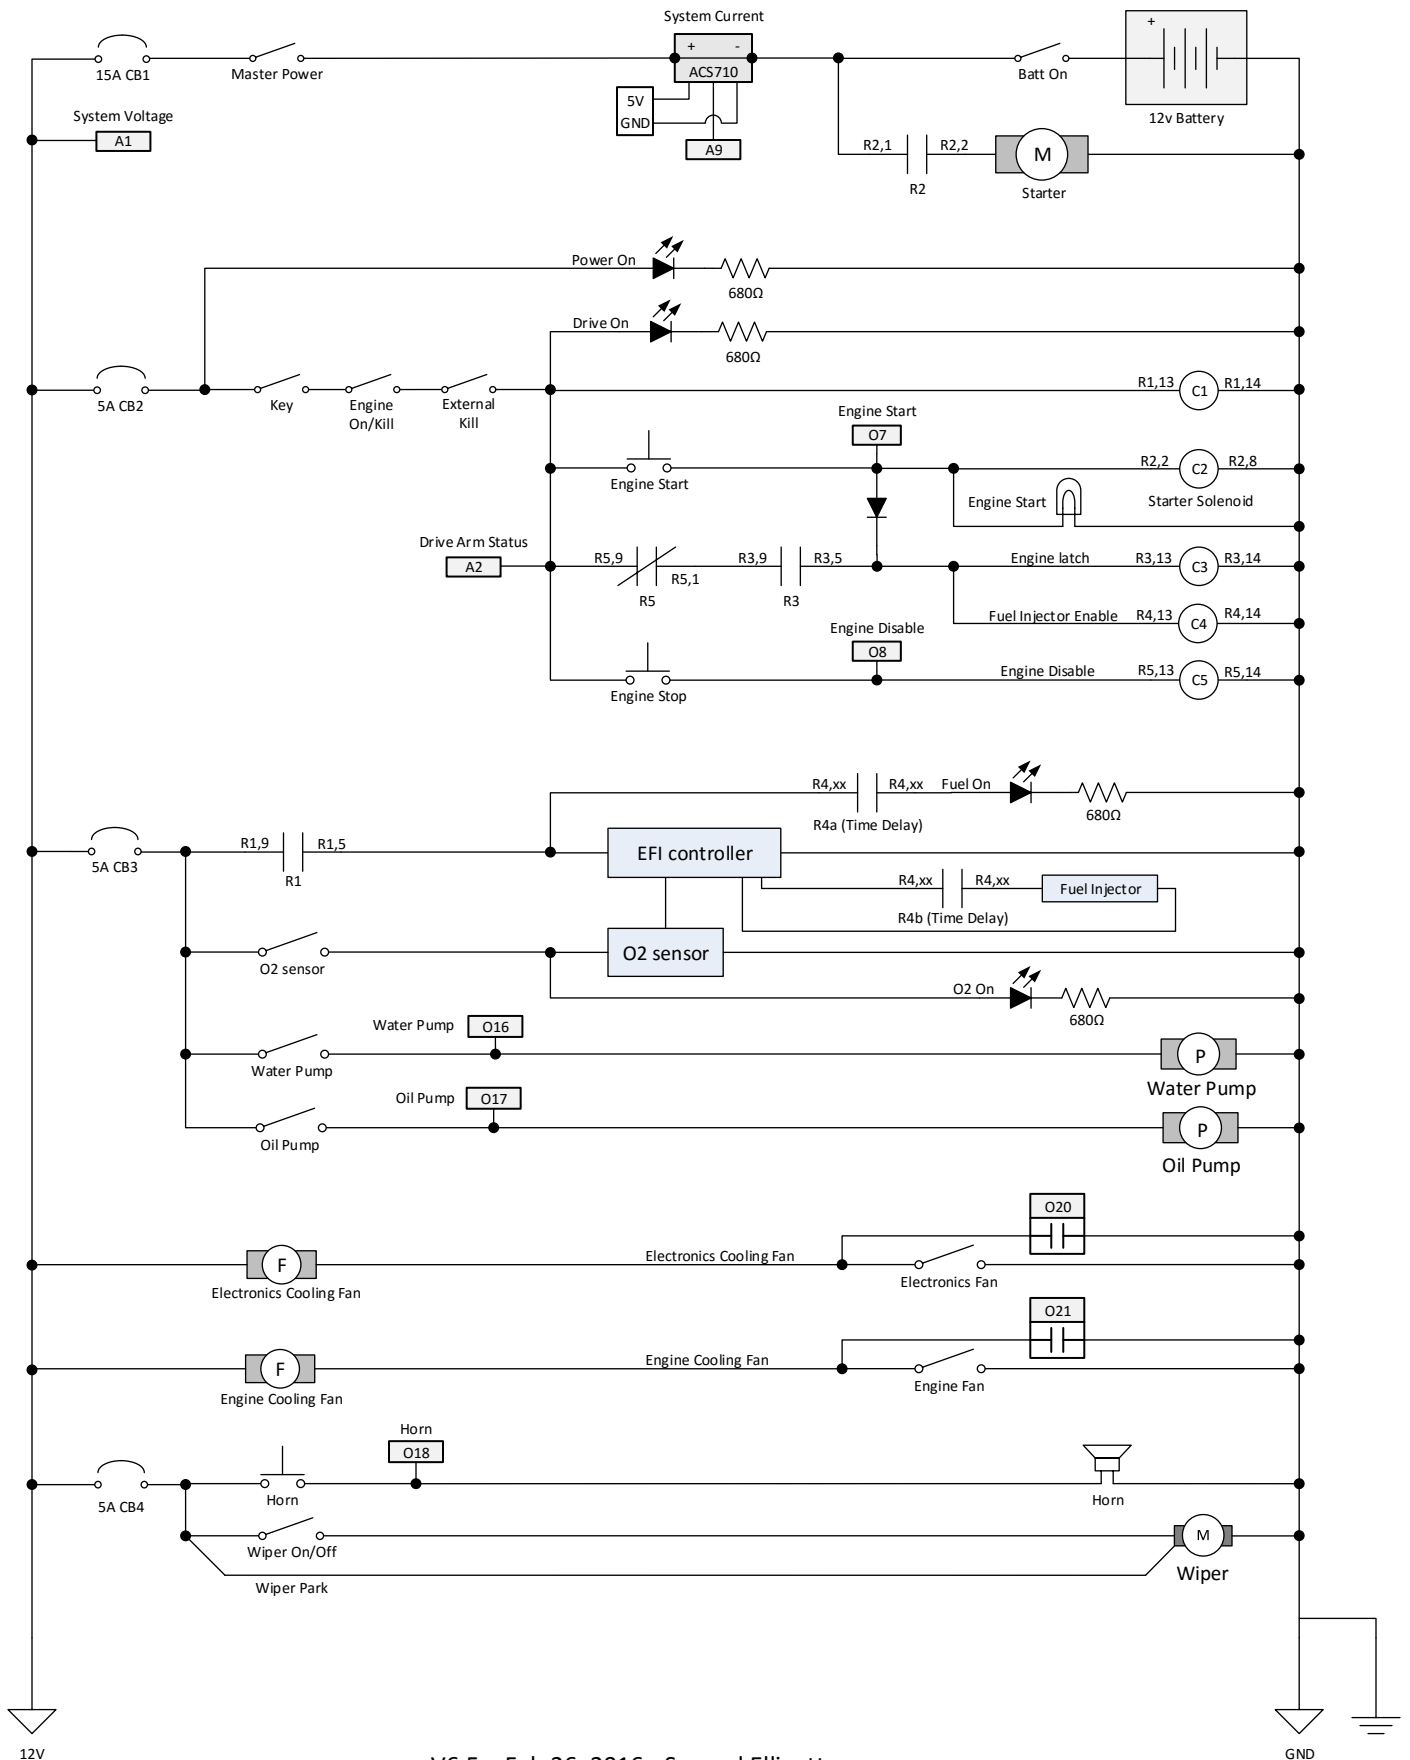 System Current
+ -
ACS710
15A CB1
Master Power
Batt On
+
12v Battery
5V
GND
A9
System Voltage
A1
R2,1
R2,2
R2
M
Starter
Power On
680Ω
Drive On
680Ω
5A CB2
Key
Engine
On/Kill
External
Kill
R1,13
C1
R1,14
Engine Start
O7
Engine Start
R2,2
C2
R2,8
Starter Solenoid
Engine Start
Drive Arm Status
A2
R5,9
R5,1
R5
R3,9
R3,5
R3
Engine latch
R3,13
C3
R3,14
Fuel Injector Enable
R4,13
C4
R4,14
Engine Disable
O8
Engine Stop
Engine Disable
R5,13
C5
R5,14
R4,xx
R4,xx
Fuel On
R4a (Time Delay)
680Ω
5A CB3
R1,9
R1,5
R1
EFI controller
R4,xx
R4,xx
Fuel Injector
R4b (Time Delay)
O2 sensor
O2 sensor
O2 On
680Ω
Water Pump
O16
Water Pump
P
Water Pump
Oil Pump
O17
Oil Pump
P
Oil Pump
O20
F
Electronics Cooling Fan
Electronics Cooling Fan
Electronics Fan
O21
F
Engine Cooling Fan
Engine Cooling Fan
Engine Fan
Horn
O18
5A CB4
Horn
Horn
Wiper On/Off
M
Wiper
Wiper Park
12V
GND